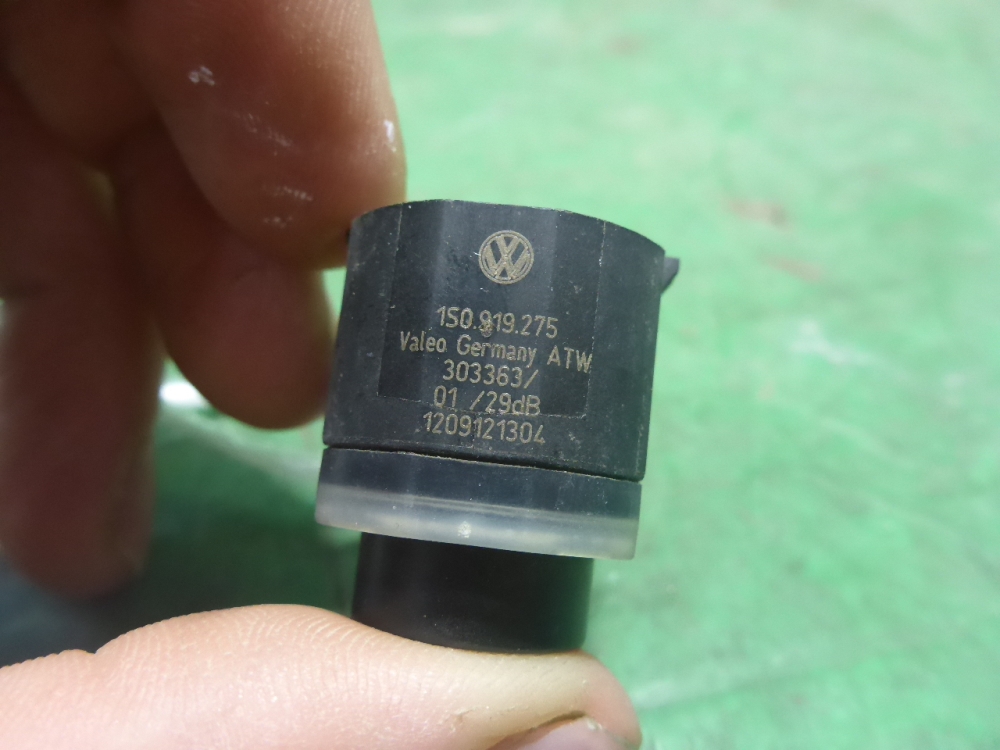 1S0.919.275
Valeo Germany ATW
303363/
01 /29dB
1209121304